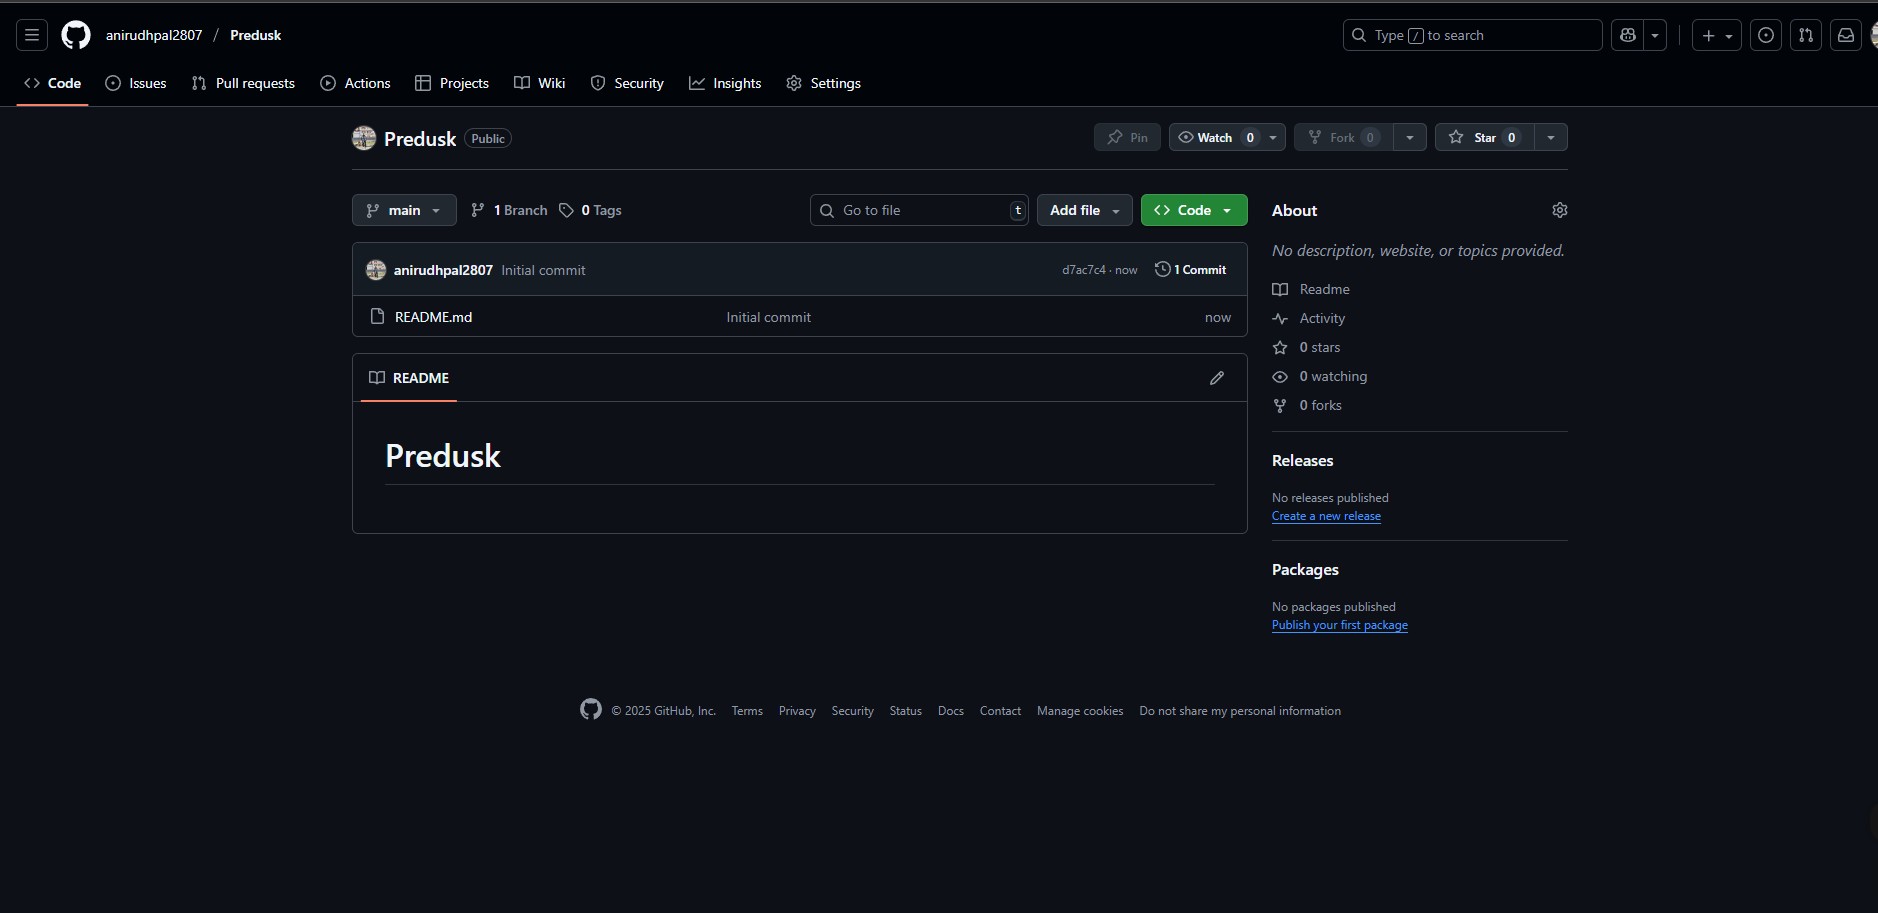 anirudhpal2807 / Predusk
Type / to search
Code Issues Pull requests Actions Projects Wiki Security Insights Settings
Predusk Public
Pin Watch 0 Fork 0 Star 0
main 1 Branch 0 Tags
Go to file t Add file Code
anirudhpal2807 Initial commit d7ac7c4 · now 1 Commit
README.md Initial commit now
README
Predusk
About
No description, website, or topics provided.
Readme
Activity
0 stars
0 watching
0 forks
Releases
No releases published
Create a new release
Packages
No packages published
Publish your first package
© 2025 GitHub, Inc. Terms Privacy Security Status Docs Contact Manage cookies Do not share my personal information